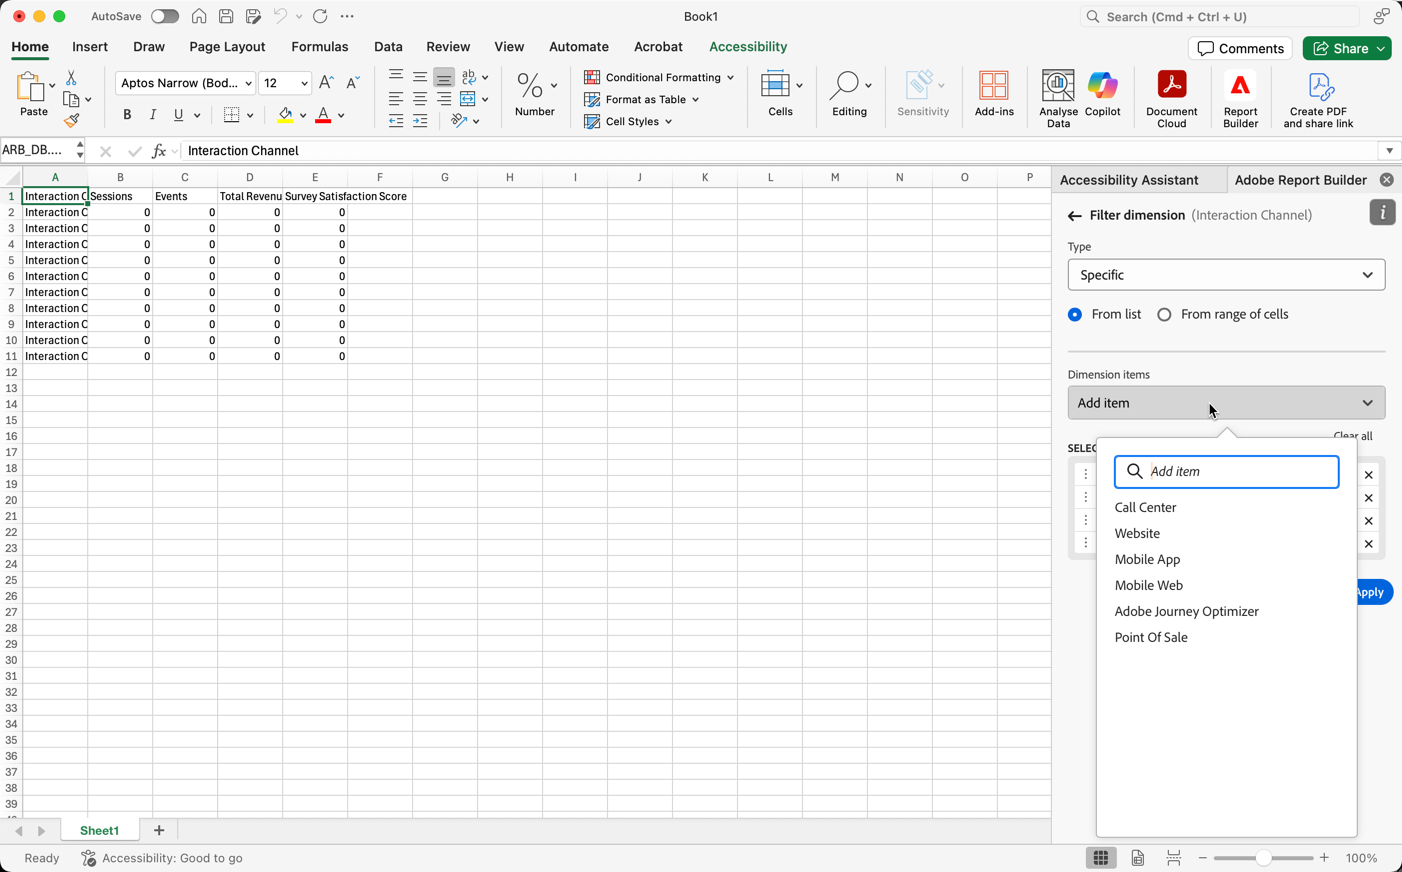 AutoSave
Book1
Search (Cmd + Ctrl + U)
Home Insert Draw Page Layout Formulas Data Review View Automate Acrobat Accessibility
Comments Share
Paste
Aptos Narrow (Bod... 12
B I U A
ab
Number
Conditional Formatting
Format as Table
Cell Styles
Cells
Editing
Sensitivity
Add-ins
Analyse Data
Copilot
Document Cloud
Report Builder
Create PDF and share link
ARB_DB.... fx Interaction Channel
A B C D E F G H I J K L M N O P
1 Interaction C Sessions Events Total Revenu Survey Satisfaction Score
2 Interaction C 0 0 0 0
3 Interaction C 0 0 0 0
4 Interaction C 0 0 0 0
5 Interaction C 0 0 0 0
6 Interaction C 0 0 0 0
7 Interaction C 0 0 0 0
8 Interaction C 0 0 0 0
9 Interaction C 0 0 0 0
10 Interaction C 0 0 0 0
11 Interaction C 0 0 0 0
12
13
14
15
16
17
18
19
20
21
22
23
24
25
26
27
28
29
30
31
32
33
34
35
36
37
38
39
Accessibility Assistant Adobe Report Builder
Filter dimension (Interaction Channel)
i
Type
Specific
From list From range of cells
Dimension items
Add item
Clear all
SELEC
Add item
Call Center
Website
Mobile App
Mobile Web
Adobe Journey Optimizer
Point Of Sale
Apply
Sheet1
Ready Accessibility: Good to go 100%